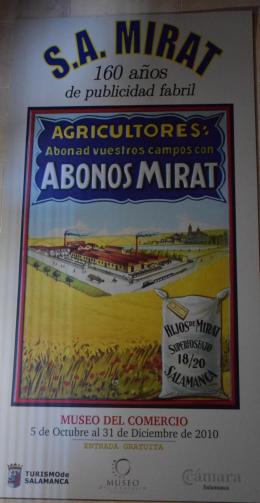 S.A. MIRAT
160 años
de publicidad fabril
AGRICULTORES:
Abonad vuestros campos con
ABONOS MIRAT
HIJOS DE MIRAT
SUPERFOSFATO
18/20
SALAMANCA
MUSEO DEL COMERCIO
5 de Octubre al 31 de Diciembre de 2010
ENTRADA GRATUITA
TURISMOde
SALAMANCA
MUSEO
Cámara
Salamanca